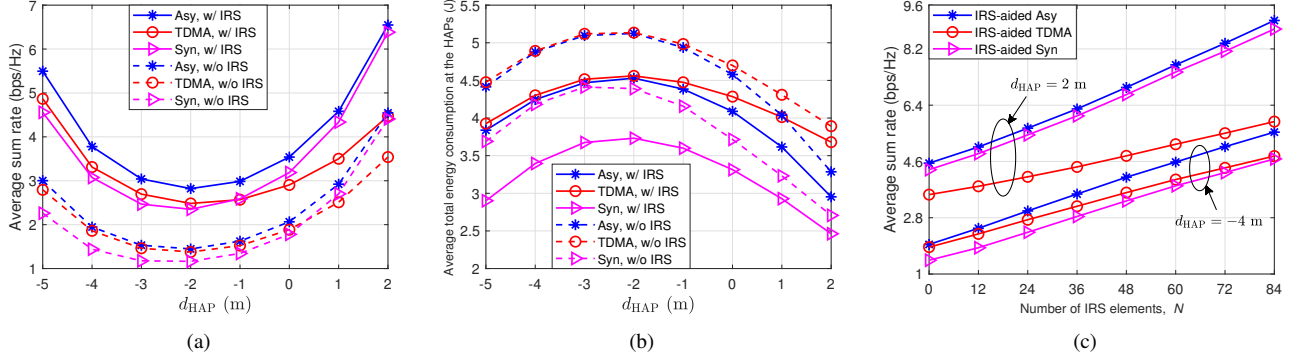 7
6
5
4
3
2
1
Average sum rate (bps/Hz)
Asy, w/ IRS
TDMA, w/ IRS
Syn, w/ IRS
Asy, w/o IRS
TDMA, w/o IRS
Syn, w/o IRS
-5 -4 -3 -2 -1 0 1 2
d_HAP (m)
(a)
5.5
5
4.5
4
3.5
3
2.5
2
Average total energy consumption at the HAPs (J)
Asy, w/ IRS
TDMA, w/ IRS
Syn, w/ IRS
Asy, w/o IRS
TDMA, w/o IRS
Syn, w/o IRS
-5 -4 -3 -2 -1 0 1 2
d_HAP (m)
(b)
9.6
8.2
6.4
4.6
2.8
1
Average sum rate (bps/Hz)
IRS-aided Asy
IRS-aided TDMA
IRS-aided Syn
d_HAP = 2 m
d_HAP = −4 m
0 12 24 36 48 60 72 84
Number of IRS elements, N
(c)